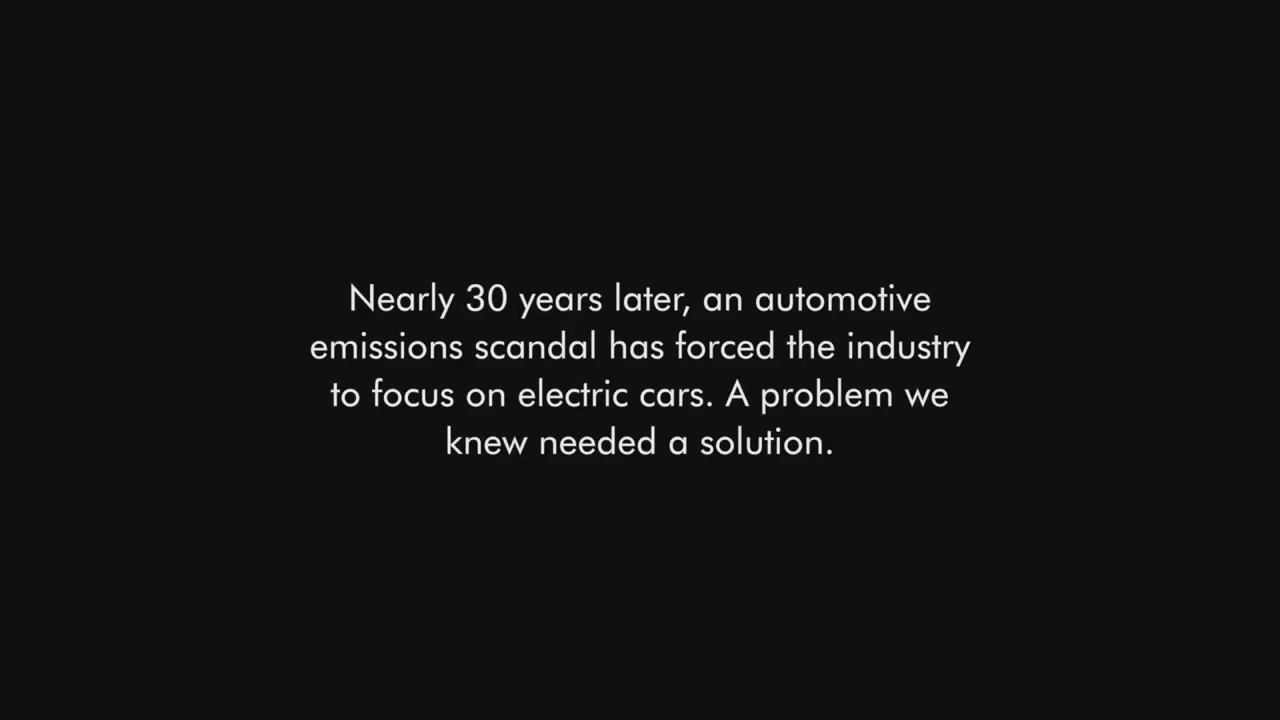 Nearly 30 years later, an automotive
emissions scandal has forced the industry
to focus on electric cars. A problem we
knew needed a solution.